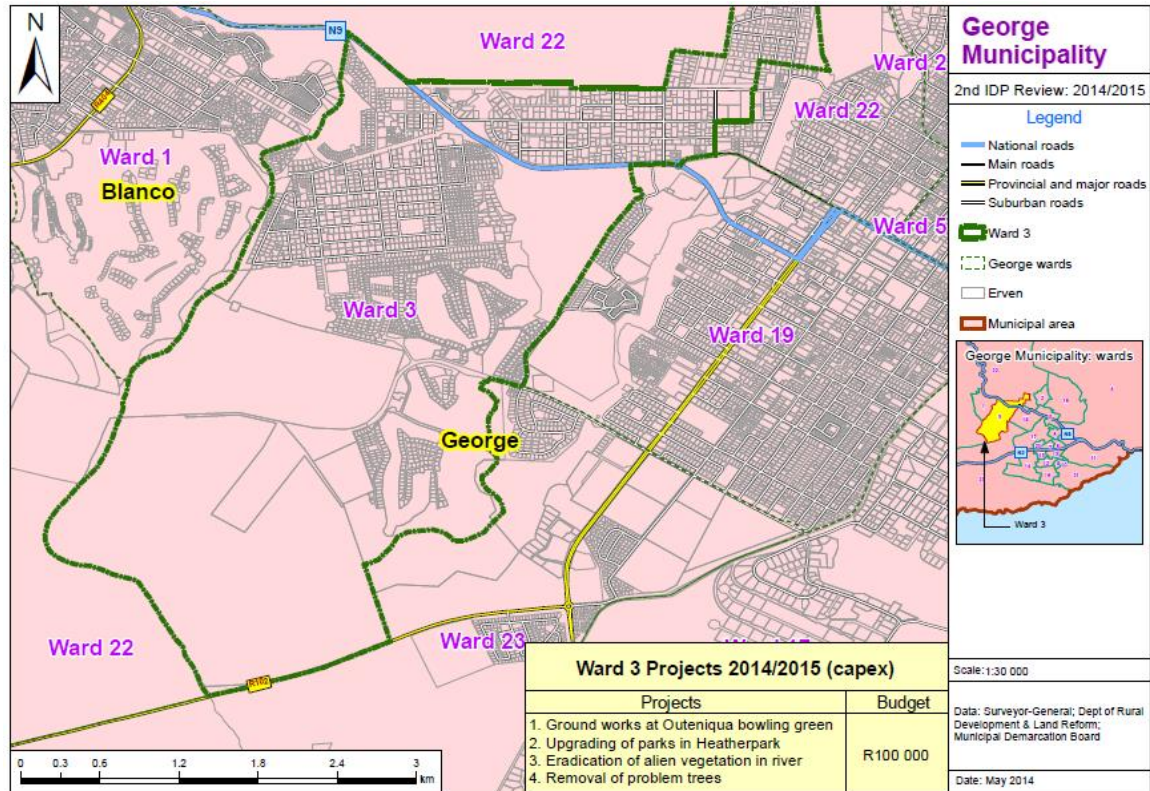 N
N9
R404
Ward 22
Ward 2
Ward 22
Ward 1
Blanco
Ward 5
Ward 3
Ward 19
George
Ward 22
R102
Ward 23
0 0.3 0.6 1.2 1.8 2.4 3
km
Ward 3 Projects 2014/2015 (capex)
Projects Budget
1. Ground works at Outeniqua bowling green
2. Upgrading of parks in Heatherpark
3. Eradication of alien vegetation in river
4. Removal of problem trees
R100 000
George
Municipality
2nd IDP Review: 2014/2015
Legend
National roads
Main roads
Provincial and major roads
Suburban roads
Ward 3
George wards
Erven
Municipal area
George Municipality: wards
Ward 3
Scale: 1:30 000
Data: Surveyor-General; Dept of Rural
Development & Land Reform;
Municipal Demarcation Board
Date: May 2014